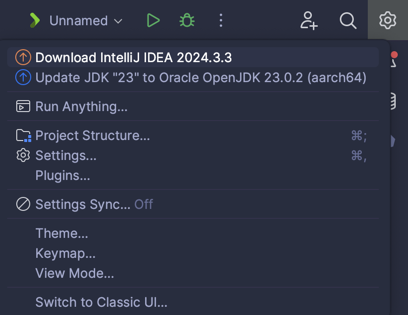 Unnamed
Download IntelliJ IDEA 2024.3.3
Update JDK "23" to Oracle OpenJDK 23.0.2 (aarch64)
Run Anything...
Project Structure... ⌘;
Settings... ⌘,
Plugins...
Settings Sync... Off
Theme...
Keymap...
View Mode...
Switch to Classic UI...